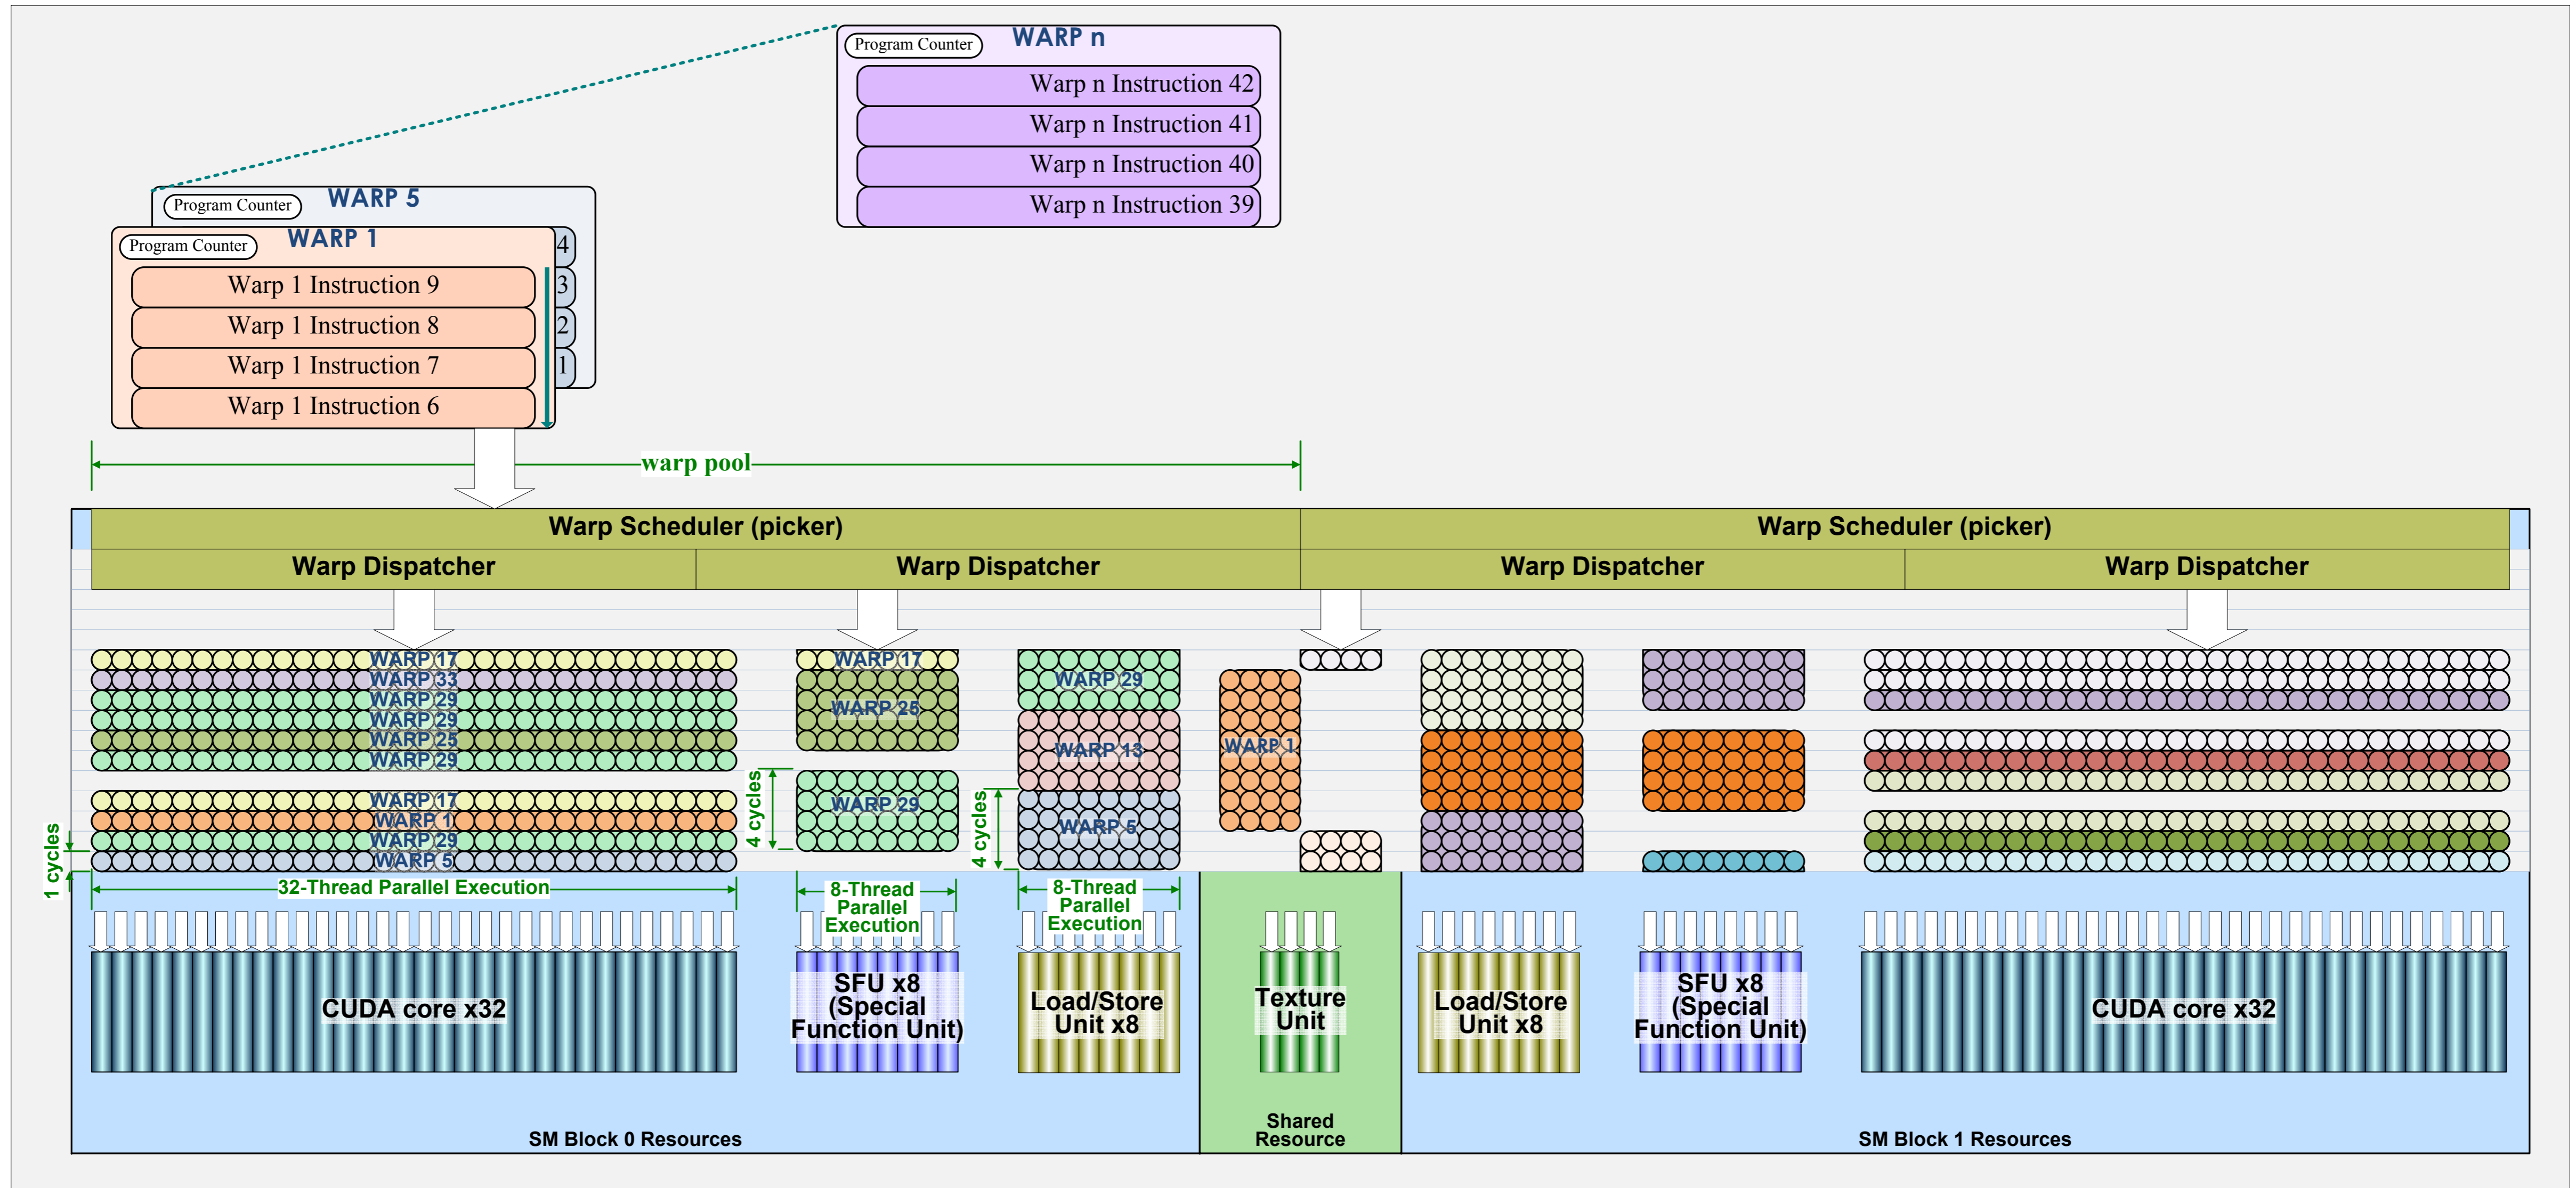 Program Counter
WARP n
Warp n Instruction 42
Warp n Instruction 41
Warp n Instruction 40
Warp n Instruction 39
Program Counter
WARP 5
4
3
2
1
Program Counter
WARP 1
Warp 1 Instruction 9
Warp 1 Instruction 8
Warp 1 Instruction 7
Warp 1 Instruction 6
warp pool
Warp Scheduler (picker)
Warp Scheduler (picker)
Warp Dispatcher
Warp Dispatcher
Warp Dispatcher
Warp Dispatcher
WARP 17
WARP 33
WARP 29
WARP 29
WARP 25
WARP 29
WARP 17
WARP 1
WARP 29
WARP 5
1 cycles
WARP 17
WARP 25
WARP 29
4 cycles
WARP 29
WARP 13
WARP 5
4 cycles
WARP 1
32-Thread Parallel Execution
8-Thread
Parallel
Execution
8-Thread
Parallel
Execution
CUDA core x32
SFU x8
(Special
Function Unit)
Load/Store
Unit x8
Texture
Unit
Load/Store
Unit x8
SFU x8
(Special
Function Unit)
CUDA core x32
SM Block 0 Resources
Shared
Resource
SM Block 1 Resources